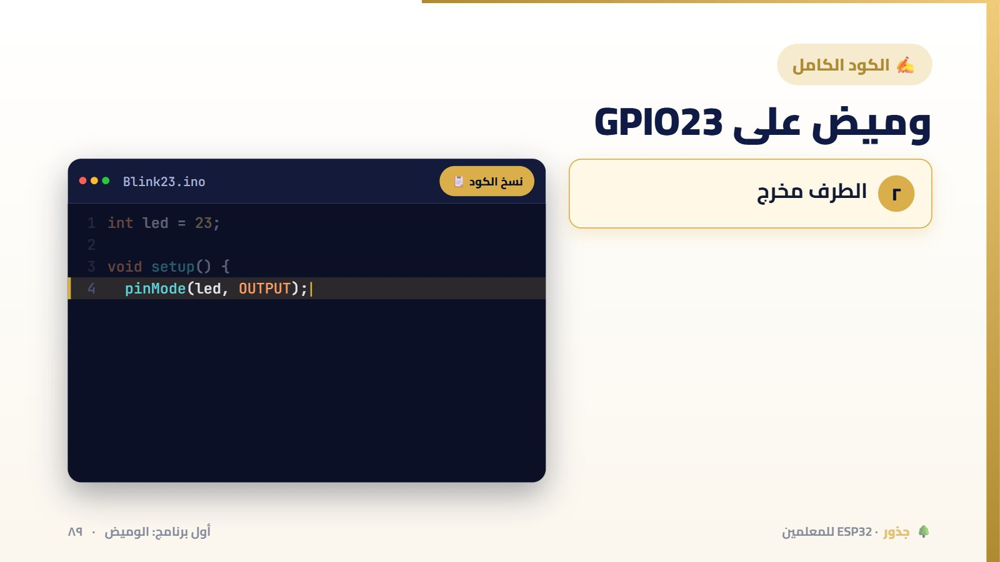 ✍️ الكود الكامل
وميض على GPIO23
٢ الطرف مخرج
Blink23.ino
نسخ الكود 📋
1 int led = 23;
2
3 void setup() {
4   pinMode(led, OUTPUT);
🌳 جذور · ESP32 للمعلمين
أول برنامج: الوميض · ٨٩